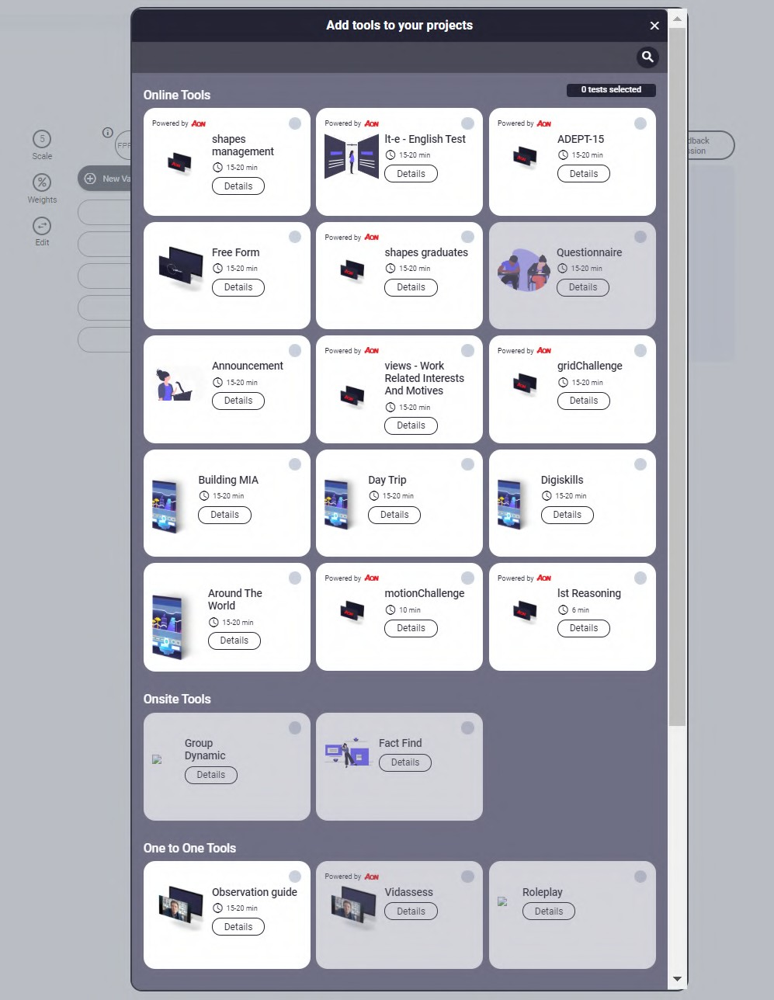 Add tools to your projects
Online Tools
0 tests selected
Powered by AON
shapes
management
15-20 min
Details
Powered by AON
lt-e - English Test
15-20 min
Details
Powered by AON
ADEPT-15
15-20 min
Details
Free Form
15-20 min
Details
Powered by AON
shapes graduates
15-20 min
Details
Questionnaire
15-20 min
Details
Announcement
15-20 min
Details
Powered by AON
views - Work
Related Interests
And Motives
15-20 min
Details
Powered by AON
gridChallenge
15-20 min
Details
Building MIA
15-20 min
Details
Day Trip
15-20 min
Details
Digiskills
15-20 min
Details
Around The
World
15-20 min
Details
Powered by AON
motionChallenge
10 min
Details
Powered by AON
lst Reasoning
6 min
Details
Onsite Tools
Group
Dynamic
Details
Fact Find
Details
One to One Tools
Observation guide
15-20 min
Details
Powered by AON
Vidassess
Details
Roleplay
Details
5
Scale
%
Weights
Edit
New Va
dback
ssion